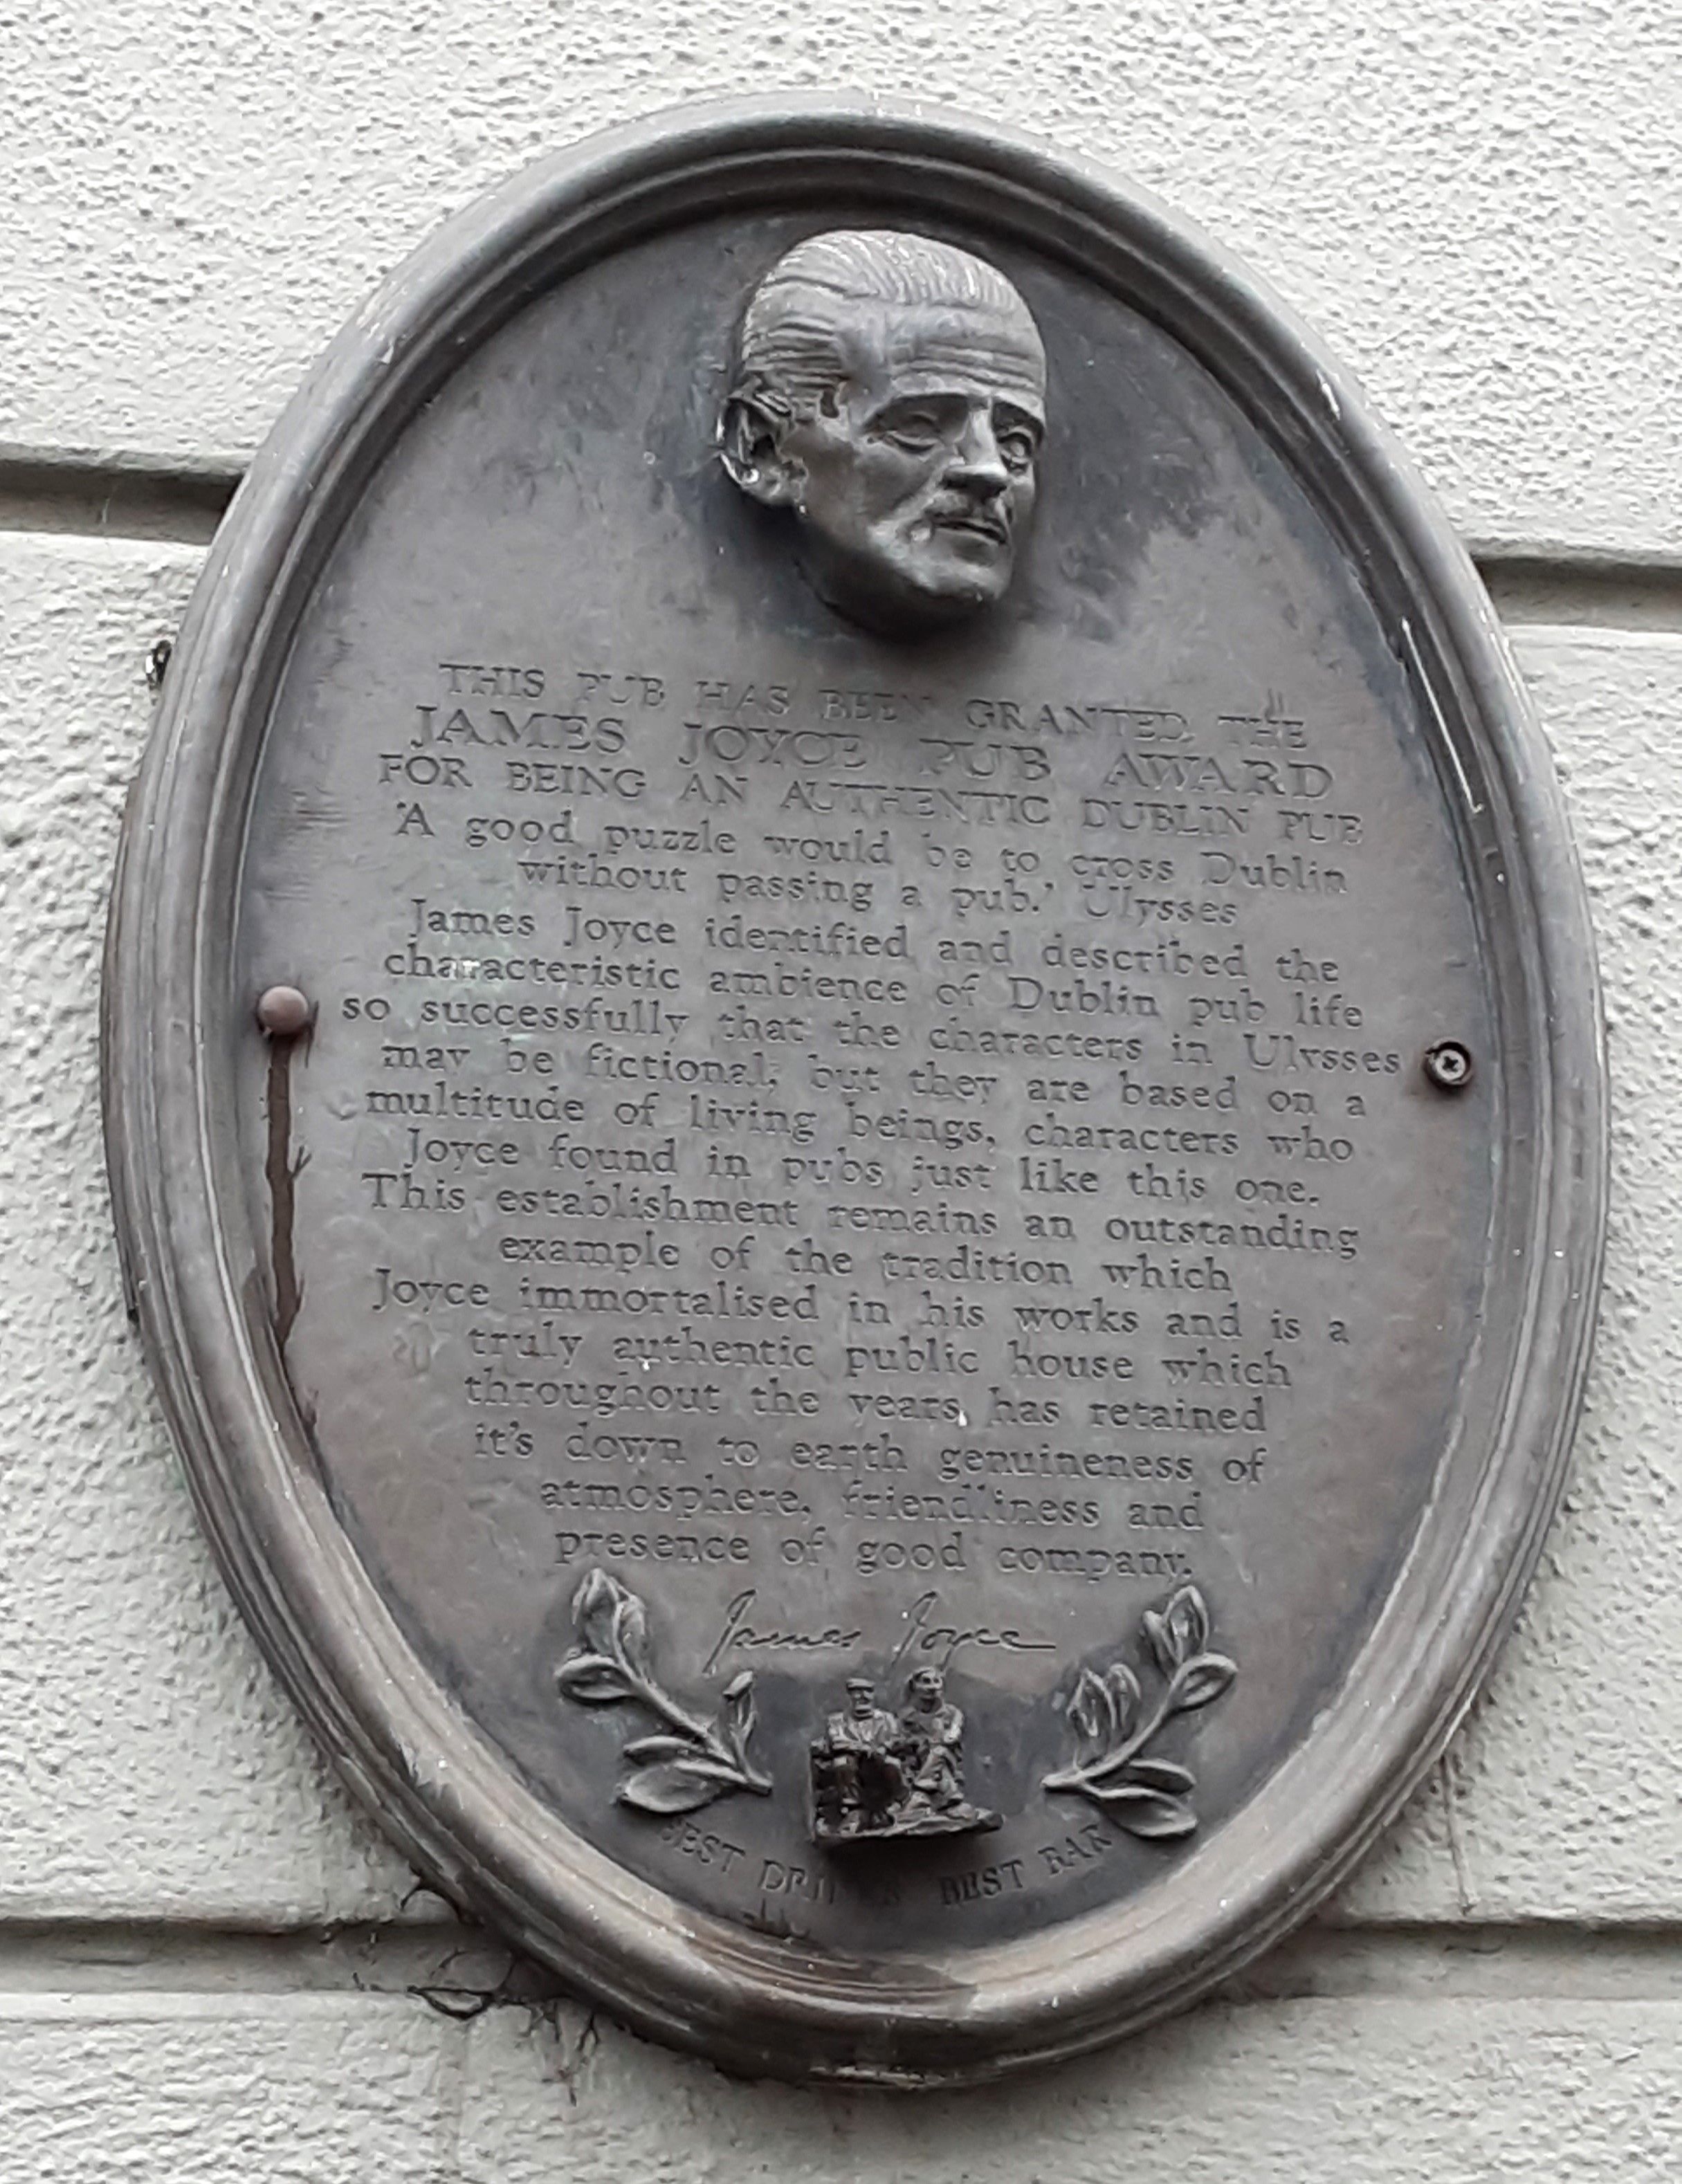 THIS PUB HAS BEEN GRANTED THE
JAMES JOYCE PUB AWARD
FOR BEING AN AUTHENTIC DUBLIN PUB
'A good puzzle would be to cross Dublin
without passing a pub.' Ulysses
James Joyce identified and described the
characteristic ambience of Dublin pub life
so successfully that the characters in Ulysses
may be fictional, but they are based on a
multitude of living beings, characters who
Joyce found in pubs just like this one.
This establishment remains an outstanding
example of the tradition which
Joyce immortalised in his works and is a
truly authentic public house which
throughout the years, has retained
it's down to earth genuineness of
atmosphere, friendliness and
presence of good company.
James Joyce
BEST BEST BAR